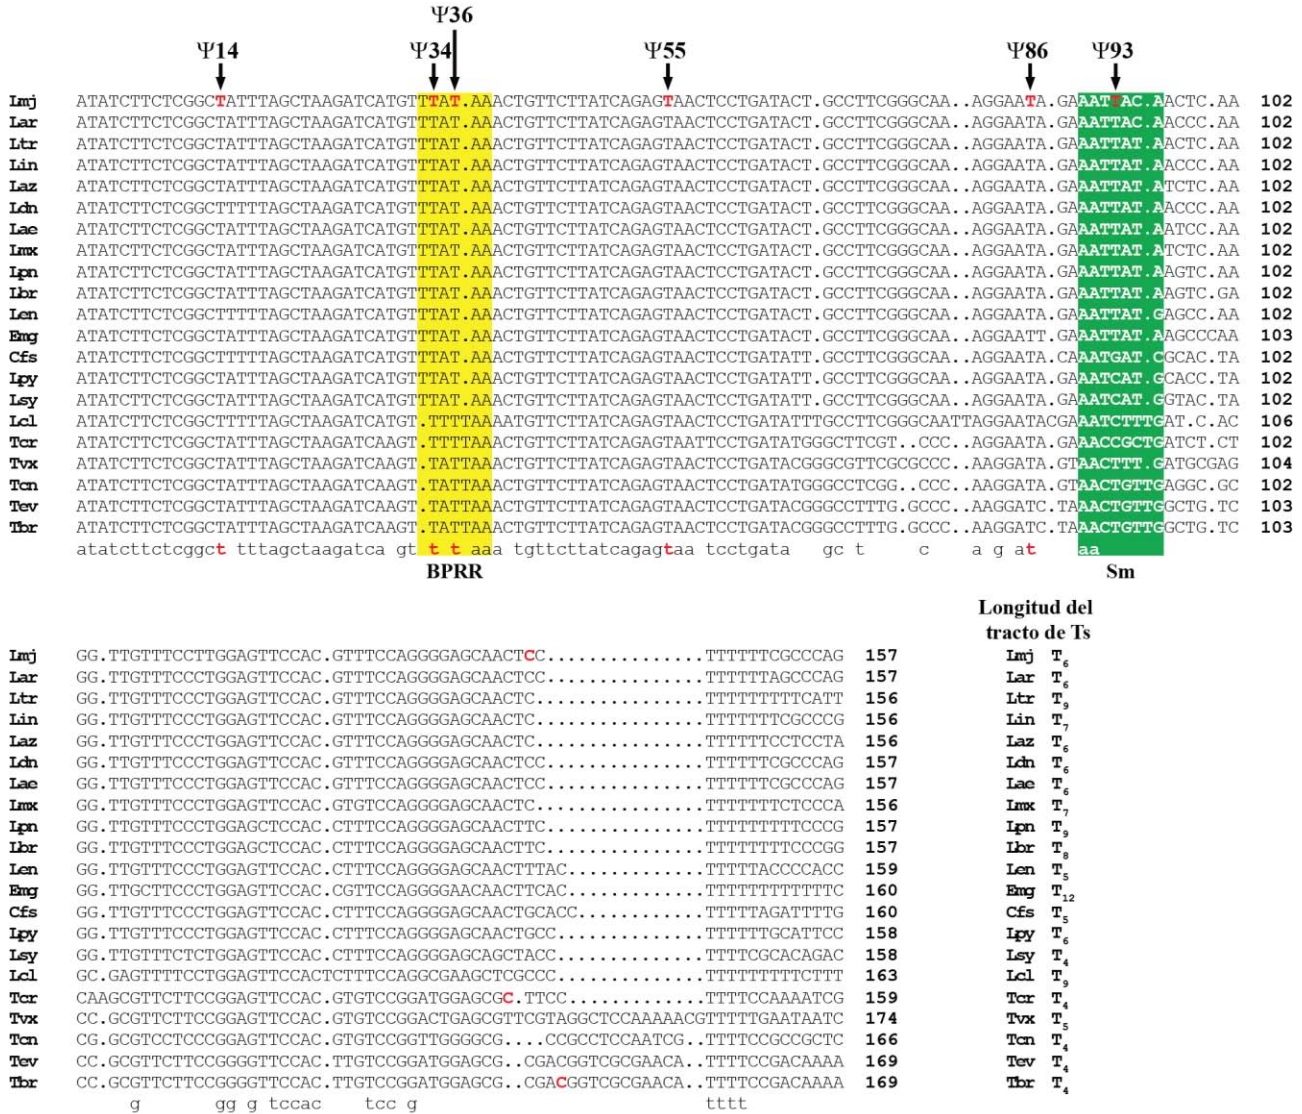 Ψ36
Ψ14 Ψ34 Ψ55 Ψ86 Ψ93
Lmj ATATCTTCTCGGCTATTTAGCTAAGATCATGTTTAT.AAACTGTTCTTATCAGAGTAACTCCTGATACT.GCCTTCGGGCAA..AGGAATA.GAAATTAC.AACTC.AA 102
Lar ATATCTTCTCGGCTATTTAGCTAAGATCATGTTTAT.AAACTGTTCTTATCAGAGTAACTCCTGATACT.GCCTTCGGGCAA..AGGAATA.GAAATTAC.AACCC.AA 102
Ltr ATATCTTCTCGGCTATTTAGCTAAGATCATGTTTAT.AAACTGTTCTTATCAGAGTAACTCCTGATACT.GCCTTCGGGCAA..AGGAATA.GAAATTAT.AACTC.AA 102
Lin ATATCTTCTCGGCTATTTAGCTAAGATCATGTTTAT.AAACTGTTCTTATCAGAGTAACTCCTGATACT.GCCTTCGGGCAA..AGGAATA.GAAATTAT.AACCC.AA 102
Laz ATATCTTCTCGGCTATTTAGCTAAGATCATGTTTAT.AAACTGTTCTTATCAGAGTAACTCCTGATACT.GCCTTCGGGCAA..AGGAATA.GAAATTAT.ATCTC.AA 102
Ldn ATATCTTCTCGGCTTTTTAGCTAAGATCATGTTTAT.AAACTGTTCTTATCAGAGTAACTCCTGATACT.GCCTTCGGGCAA..AGGAATA.GAAATTAT.AACCC.AA 102
Lae ATATCTTCTCGGCTATTTAGCTAAGATCATGTTTAT.AAACTGTTCTTATCAGAGTAACTCCTGATACT.GCCTTCGGGCAA..AGGAATA.GAAATTAT.AATCC.AA 102
Lmx ATATCTTCTCGGCTATTTAGCTAAGATCATGTTTAT.AAACTGTTCTTATCAGAGTAACTCCTGATACT.GCCTTCGGGCAA..AGGAATA.GAAATTAT.ATCTC.AA 102
Lpn ATATCTTCTCGGCTATTTAGCTAAGATCATGTTTAT.AAACTGTTCTTATCAGAGTAACTCCTGATACT.GCCTTCGGGCAA..AGGAATA.GAAATTAT.AAGTC.AA 102
Lbr ATATCTTCTCGGCTATTTAGCTAAGATCATGTTTAT.AAACTGTTCTTATCAGAGTAACTCCTGATACT.GCCTTCGGGCAA..AGGAATA.GAAATTAT.AAGTC.GA 102
Len ATATCTTCTCGGCTTTTTAGCTAAGATCATGTTTAT.AAACTGTTCTTATCAGAGTAACTCCTGATACT.GCCTTCGGGCAA..AGGAATA.GAAATTAT.GAGCC.AA 102
Emg ATATCTTCTCGGCTATTTAGCTAAGATCATGTTTAT.AAACTGTTCTTATCAGAGTAACTCCTGATACT.GCCTTCGGGCAA..AGGAATT.GAAATTAT.AAGCCCAA 103
Cfs ATATCTTCTCGGCTTTTTAGCTAAGATCATGTTTAT.AAACTGTTCTTATCAGAGTAACTCCTGATATT.GCCTTCGGGCAA..AGGAATA.CAAATGAT.CGCAC.TA 102
Lpy ATATCTTCTCGGCTATTTAGCTAAGATCATGTTTAT.AAACTGTTCTTATCAGAGTAACTCCTGATATT.GCCTTCGGGCAA..AGGAATA.GAAATCAT.GCACC.TA 102
Lsy ATATCTTCTCGGCTATTTAGCTAAGATCATGTTTAT.AAACTGTTCTTATCAGAGTAACTCCTGATATT.GCCTTCGGGCAA..AGGAATA.GAAATCAT.GGTAC.TA 102
Lcl ATATCTTCTCGGCTTTTTAGCTAAGATCATGT.TTTTTAAAATGTTCTTATCAGAGTAACTCCTGATATTTGCCTTCGGGCAATTAGGAATACGAAATCTTTGAT.C.AC 106
Tcr ATATCTTCTCGGCTATTTAGCTAAGATCAAGT.TTTTTAAACTGTTCTTATCAGAGTAATTCCTGATATGGGCTTCGT..CCC..AGGAATA.GAAACCGCTGATCT.CT 102
Tvx ATATCTTCTCGGCTATTTAGCTAAGATCAAGT.TATTAAACTGTTCTTATCAGAGTAACTCCTGATACGGGCGTTCGCGCCC..AAGGATA.GTAACTTT.GATGCGAG 104
Tcn ATATCTTCTCGGCTATTTAGCTAAGATCAAGT.TATTAAACTGTTCTTATCAGAGTAACTCCTGATATGGGCCTCGG..CCC..AAGGATA.GTAACTGTTGAGGC.GC 102
Tev ATATCTTCTCGGCTATTTAGCTAAGATCAAGT.TATTAAACTGTTCTTATCAGAGTAACTCCTGATACGGGCCTTTG.GCCC..AAGGATC.TAAACTGTTGGCTG.TC 103
Tbr ATATCTTCTCGGCTATTTAGCTAAGATCAAGT.TATTAAACTGTTCTTATCAGAGTAACTCCTGATACGGGCCTTTG.GCCC..AAGGATC.TAAACTGTTGGCTG.TC 103
atatcttctcggct tttagctaagatca gt t t aaa tgttcttatcagagtaa tcctgata gc t c a g at aa
BPRR Sm
Longitud del
tracto de Ts
Lmj GG.TTGTTTCCTTGGAGTTCCAC.GTTTCCAGGGGAGCAACTCC...............TTTTTTCGCCCAG 157 Lmj T6
Lar GG.TTGTTTCCCTGGAGTTCCAC.GTTTCCAGGGGAGCAACTCC...............TTTTTTAGCCCAG 157 Lar T6
Ltr GG.TTGTTTCCCTGGAGTTCCAC.GTTTCCAGGGGAGCAACTC................TTTTTTTTTCATT 156 Ltr T9
Lin GG.TTGTTTCCCTGGAGTTCCAC.GTTTCCAGGGGAGCAACTC................TTTTTTTCGCCCG 156 Lin T7
Laz GG.TTGTTTCCCTGGAGTTCCAC.GTTTCCAGGGGAGCAACTC................TTTTTTCCTCCTA 156 Laz T6
Ldn GG.TTGTTTCCCTGGAGTTCCAC.GTTTCCAGGGGAGCAACTCC...............TTTTTTCGCCCAG 157 Ldn T6
Lae GG.TTGTTTCCCTGGAGTTCCAC.GTTTCCAGGGGAGCAACTCC...............TTTTTTCGCCCAG 157 Lae T6
Lmx GG.TTGTTTCCCTGGAGTTCCAC.GTGTCCAGGGGAGCAACTC................TTTTTTTCTCCCA 156 Lmx T7
Lpn GG.TTGTTTCCCTGGAGCTCCAC.CTTTCCAGGGGAGCAACTTC...............TTTTTTTTTCCCG 157 Lpn T9
Lbr GG.TTGTTTCCCTGGAGCTCCAC.CTTTCCAGGGGAGCAACTTC...............TTTTTTTTCCCGG 157 Lbr T8
Len GG.TTGTTTCCCTGGAGTTCCAC.CTTTCCAGGGGAGCAACTTTAC.............TTTTTACCCCACC 159 Len T5
Emg GG.TTGCTTCCCTGGAGTTCCAC.CGTTCCAGGGGAACAACTTCAC.............TTTTTTTTTTTTC 160 Emg T12
Cfs GG.TTGTTTCCCTGGAGTTCCAC.CTTTCCAGGGGAGCAACTGCACC............TTTTTAGATTTTG 160 Cfs T5
Lpy GG.TTGTTTCCCTGGAGTTCCAC.CTTTCCAGGGGAGCAACTGCC..............TTTTTTGCATTCC 158 Lpy T6
Lsy GG.TTGTTTCTCTGGAGTTCCAC.CTTTCCAGGGGAGCAGCTACC..............TTTTCGCACAGAC 158 Lsy T4
Lcl GC.GAGTTTTCCTGGAGTTCCACTCTTTCCAGGCGAAGCTCGCCC..............TTTTTTTTTCTTT 163 Lcl T9
Tcr CAAGCGTTCTTCCGGAGTTCCAC.GTGTCCGGATGGAGCGC.TTCC.............TTTTCCAAAATCG 159 Tcr T4
Tvx CC.GCGTTCTTCCGGAGTTCCAC.GTGTCCGGACTGAGCGTTCGTAGGCTCCAAAAACGTTTTTGAATAATC 174 Tvx T5
Tcn CG.GCGTCCTCCCGGAGTTCCAC.GTGTCCGGTTGGGGCG....CCGCCTCCAATCG..TTTTCCGCCGCTC 166 Tcn T4
Tev CC.GCGTTCTTCCGGGGTTCCAC.TTGTCCGGATGGAGCG..CGACGGTCGCGAACA..TTTTCCGACAAAA 169 Tev T4
Tbr CC.GCGTTCTTCCGGGGTTCCAC.TTGTCCGGATGGAGCG..CGACGGTCGCGAACA..TTTTCCGACAAAA 169 Tbr T4
g gg g tccac tcc g tttt